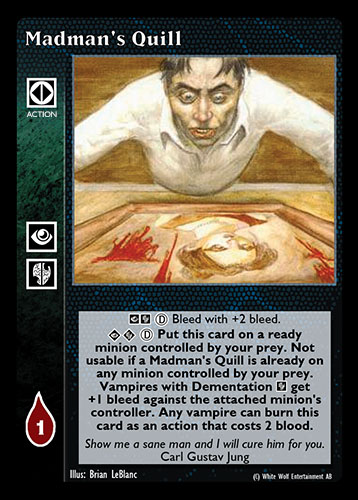 Madman's Quill
ACTION
Ⓓ Bleed with +2 bleed.
Ⓓ Put this card on a ready
minion controlled by your prey. Not
usable if a Madman's Quill is already on
any minion controlled by your prey.
Vampires with Dementation get
+1 bleed against the attached minion's
controller. Any vampire can burn this
card as an action that costs 2 blood.
Show me a sane man and I will cure him for you.
Carl Gustav Jung
1
Illus: Brian LeBlanc (C) White Wolf Entertainment AB